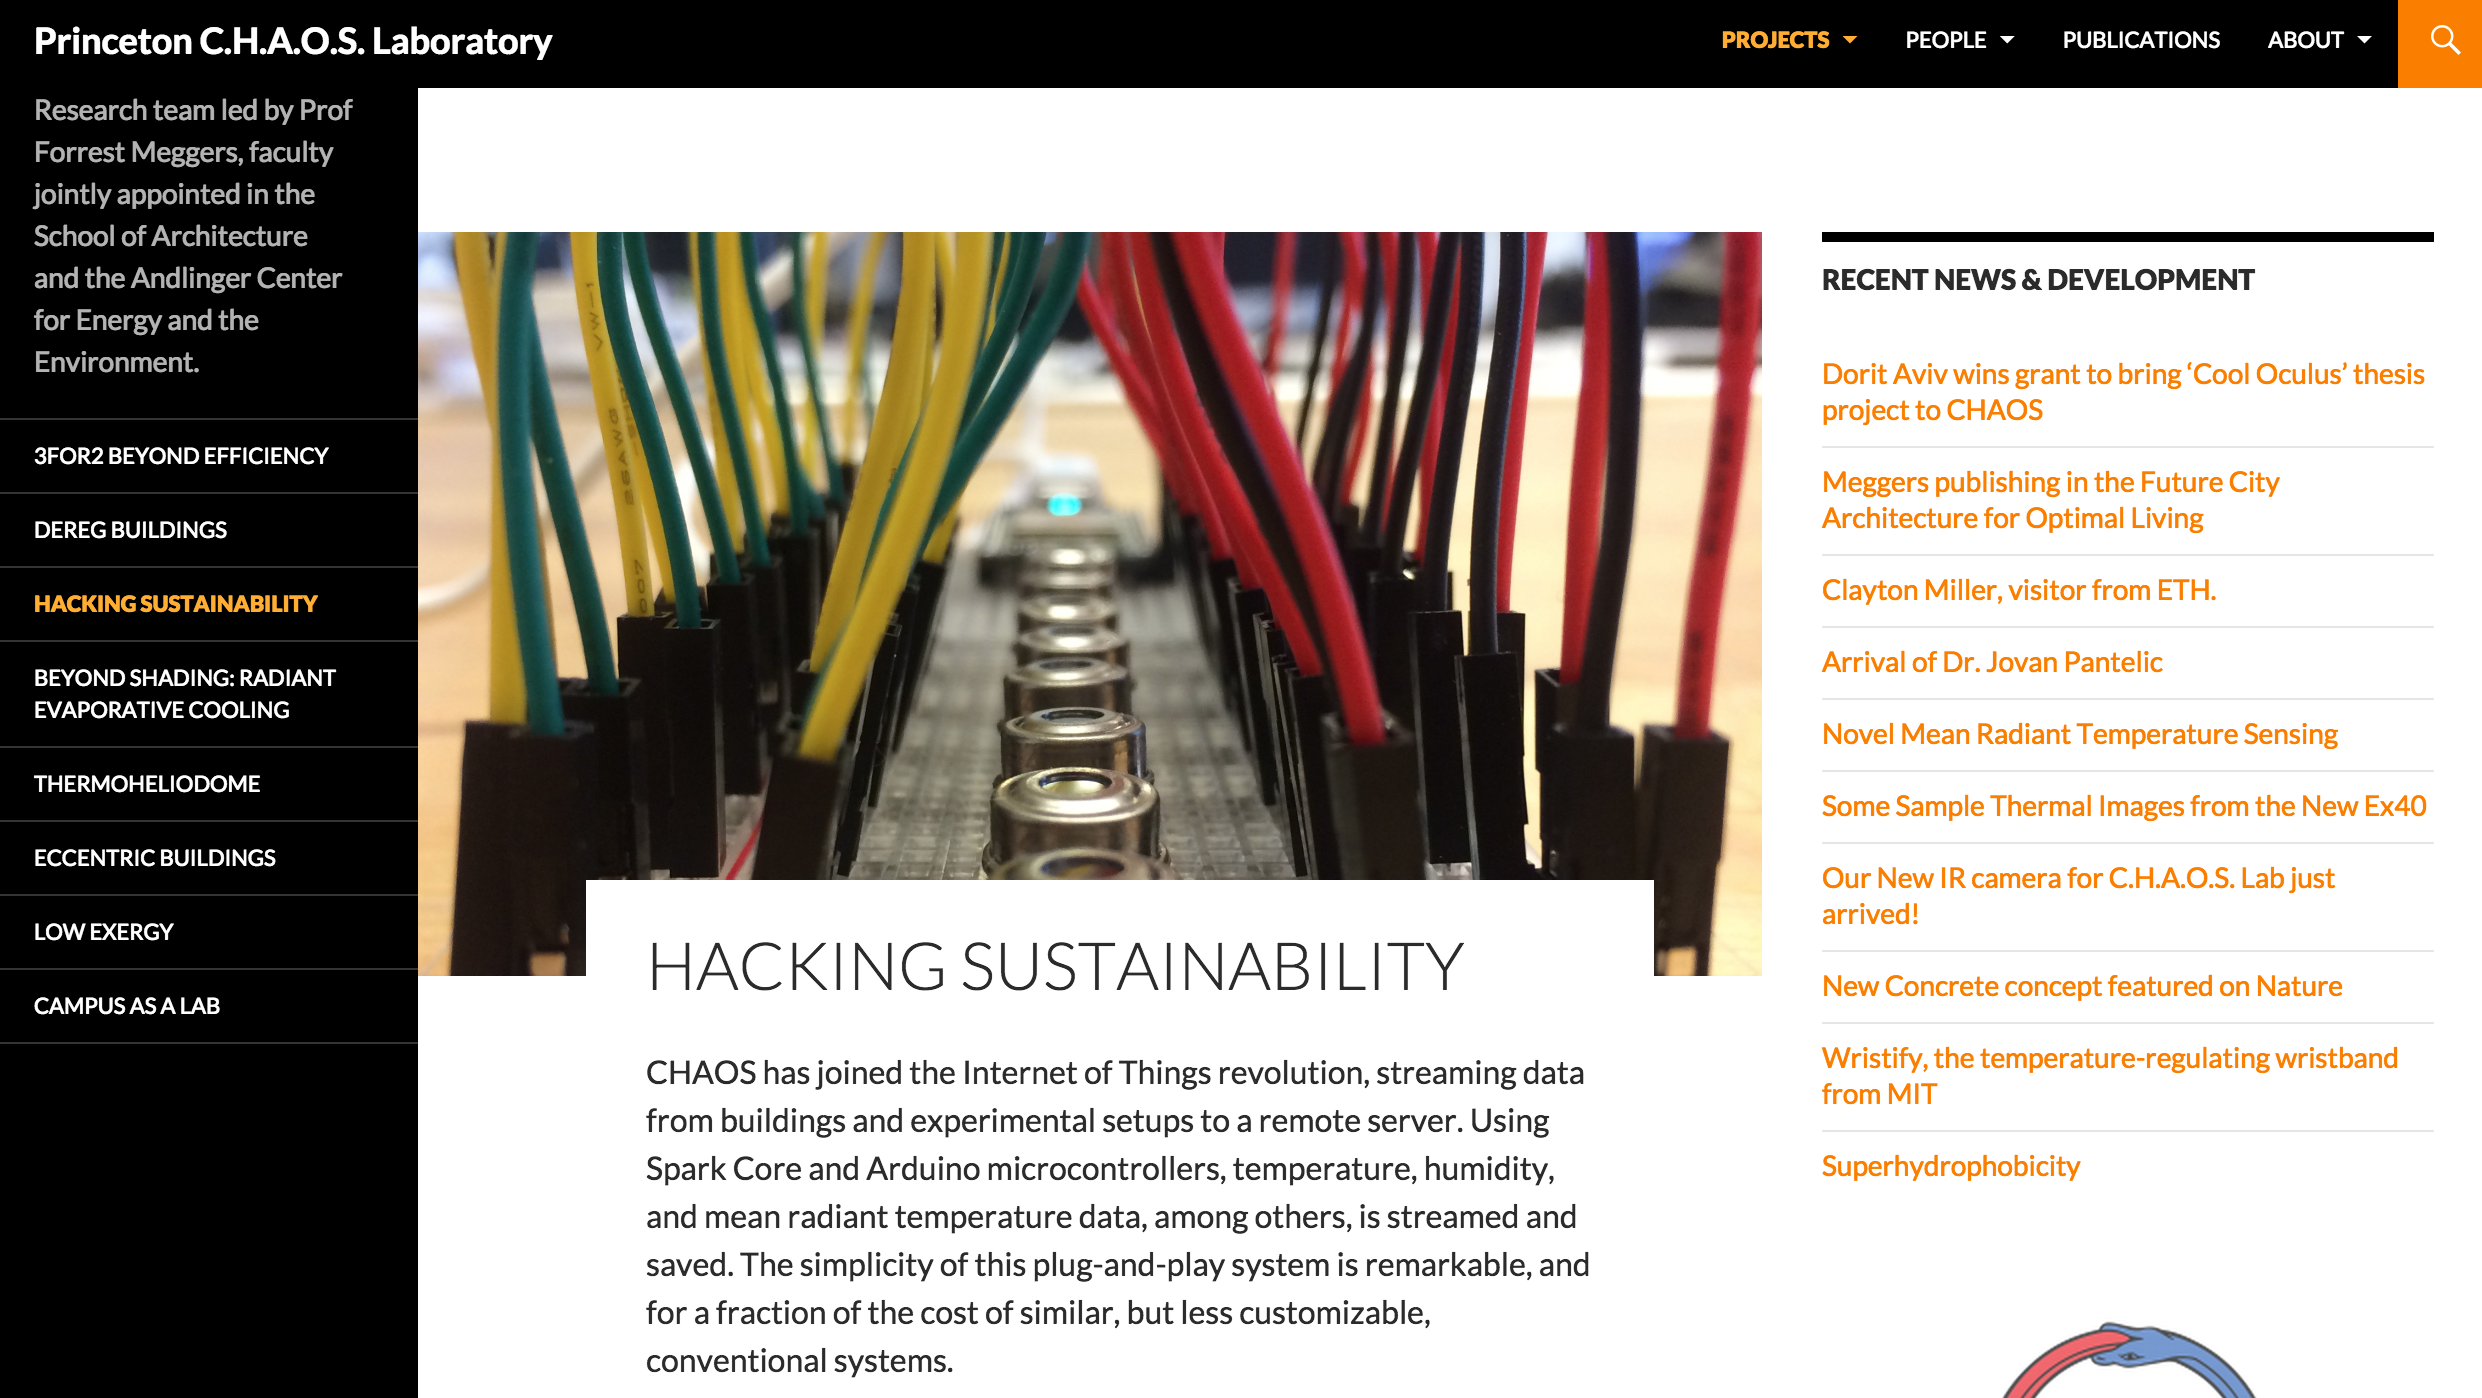 Princeton C.H.A.O.S. Laboratory
PROJECTS
PEOPLE
PUBLICATIONS
ABOUT
Research team led by Prof
Forrest Meggers, faculty
jointly appointed in the
School of Architecture
and the Andlinger Center
for Energy and the
Environment.
3FOR2 BEYOND EFFICIENCY
DEREG BUILDINGS
HACKING SUSTAINABILITY
BEYOND SHADING: RADIANT
EVAPORATIVE COOLING
THERMOHELIODOME
ECCENTRIC BUILDINGS
LOW EXERGY
CAMPUS AS A LAB
HACKING SUSTAINABILITY
CHAOS has joined the Internet of Things revolution, streaming data
from buildings and experimental setups to a remote server. Using
Spark Core and Arduino microcontrollers, temperature, humidity,
and mean radiant temperature data, among others, is streamed and
saved. The simplicity of this plug-and-play system is remarkable, and
for a fraction of the cost of similar, but less customizable,
conventional systems.
RECENT NEWS & DEVELOPMENT
Dorit Aviv wins grant to bring ‘Cool Oculus’ thesis
project to CHAOS
Meggers publishing in the Future City
Architecture for Optimal Living
Clayton Miller, visitor from ETH.
Arrival of Dr. Jovan Pantelic
Novel Mean Radiant Temperature Sensing
Some Sample Thermal Images from the New Ex40
Our New IR camera for C.H.A.O.S. Lab just
arrived!
New Concrete concept featured on Nature
Wristify, the temperature-regulating wristband
from MIT
Superhydrophobicity